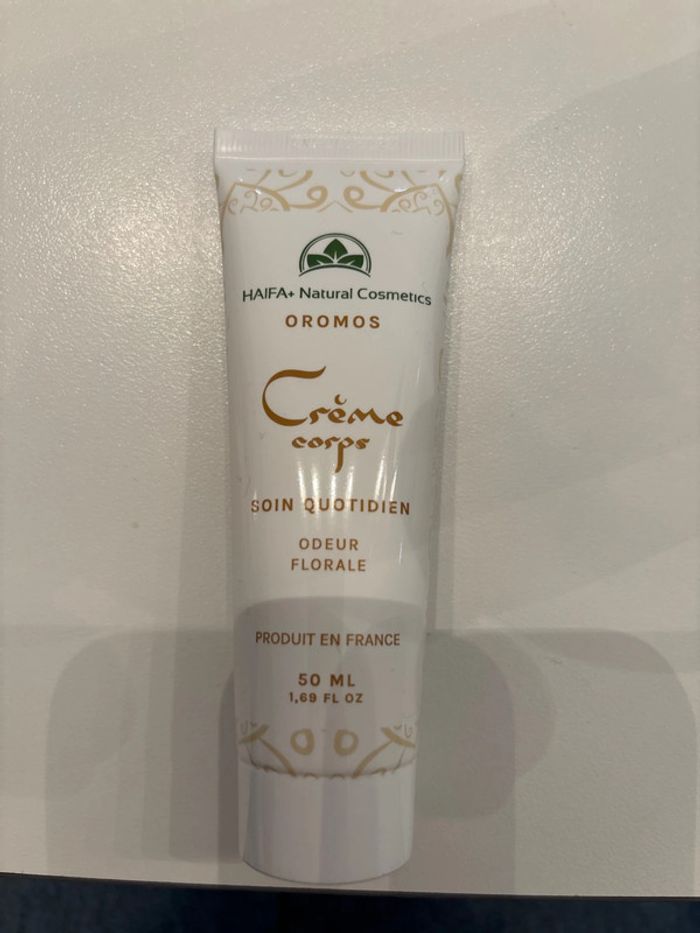 HAIFA+ Natural Cosmetics
OROMOS
Crème
corps
SOIN QUOTIDIEN
ODEUR
FLORALE
PRODUIT EN FRANCE
50 ML
1,69 FL OZ